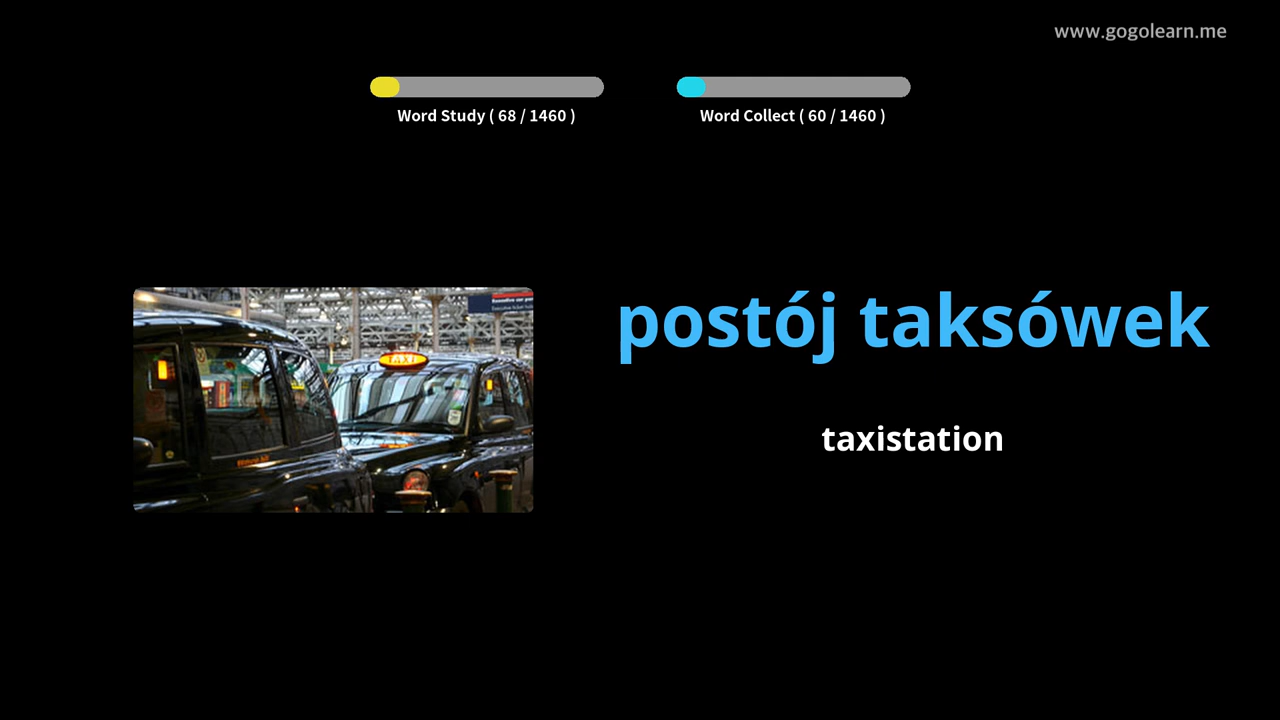 www.gogolearn.me
Word Study ( 68 / 1460 )
Word Collect ( 60 / 1460 )
postój taksówek
taxistation
TAXI